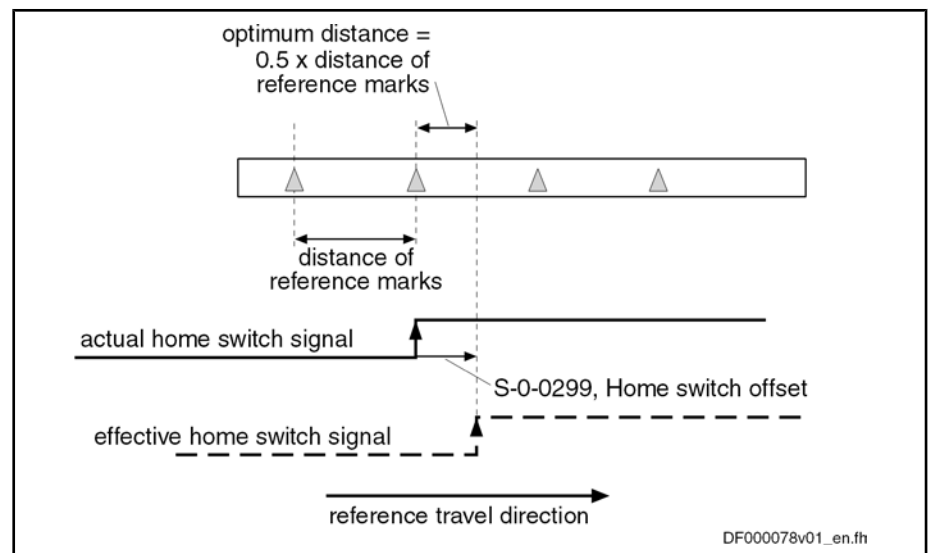 optimum distance =
0.5 x distance of
reference marks
distance of
reference marks
actual home switch signal
S-0-0299, Home switch offset
effective home switch signal
reference travel direction
DF000078v01_en.fh